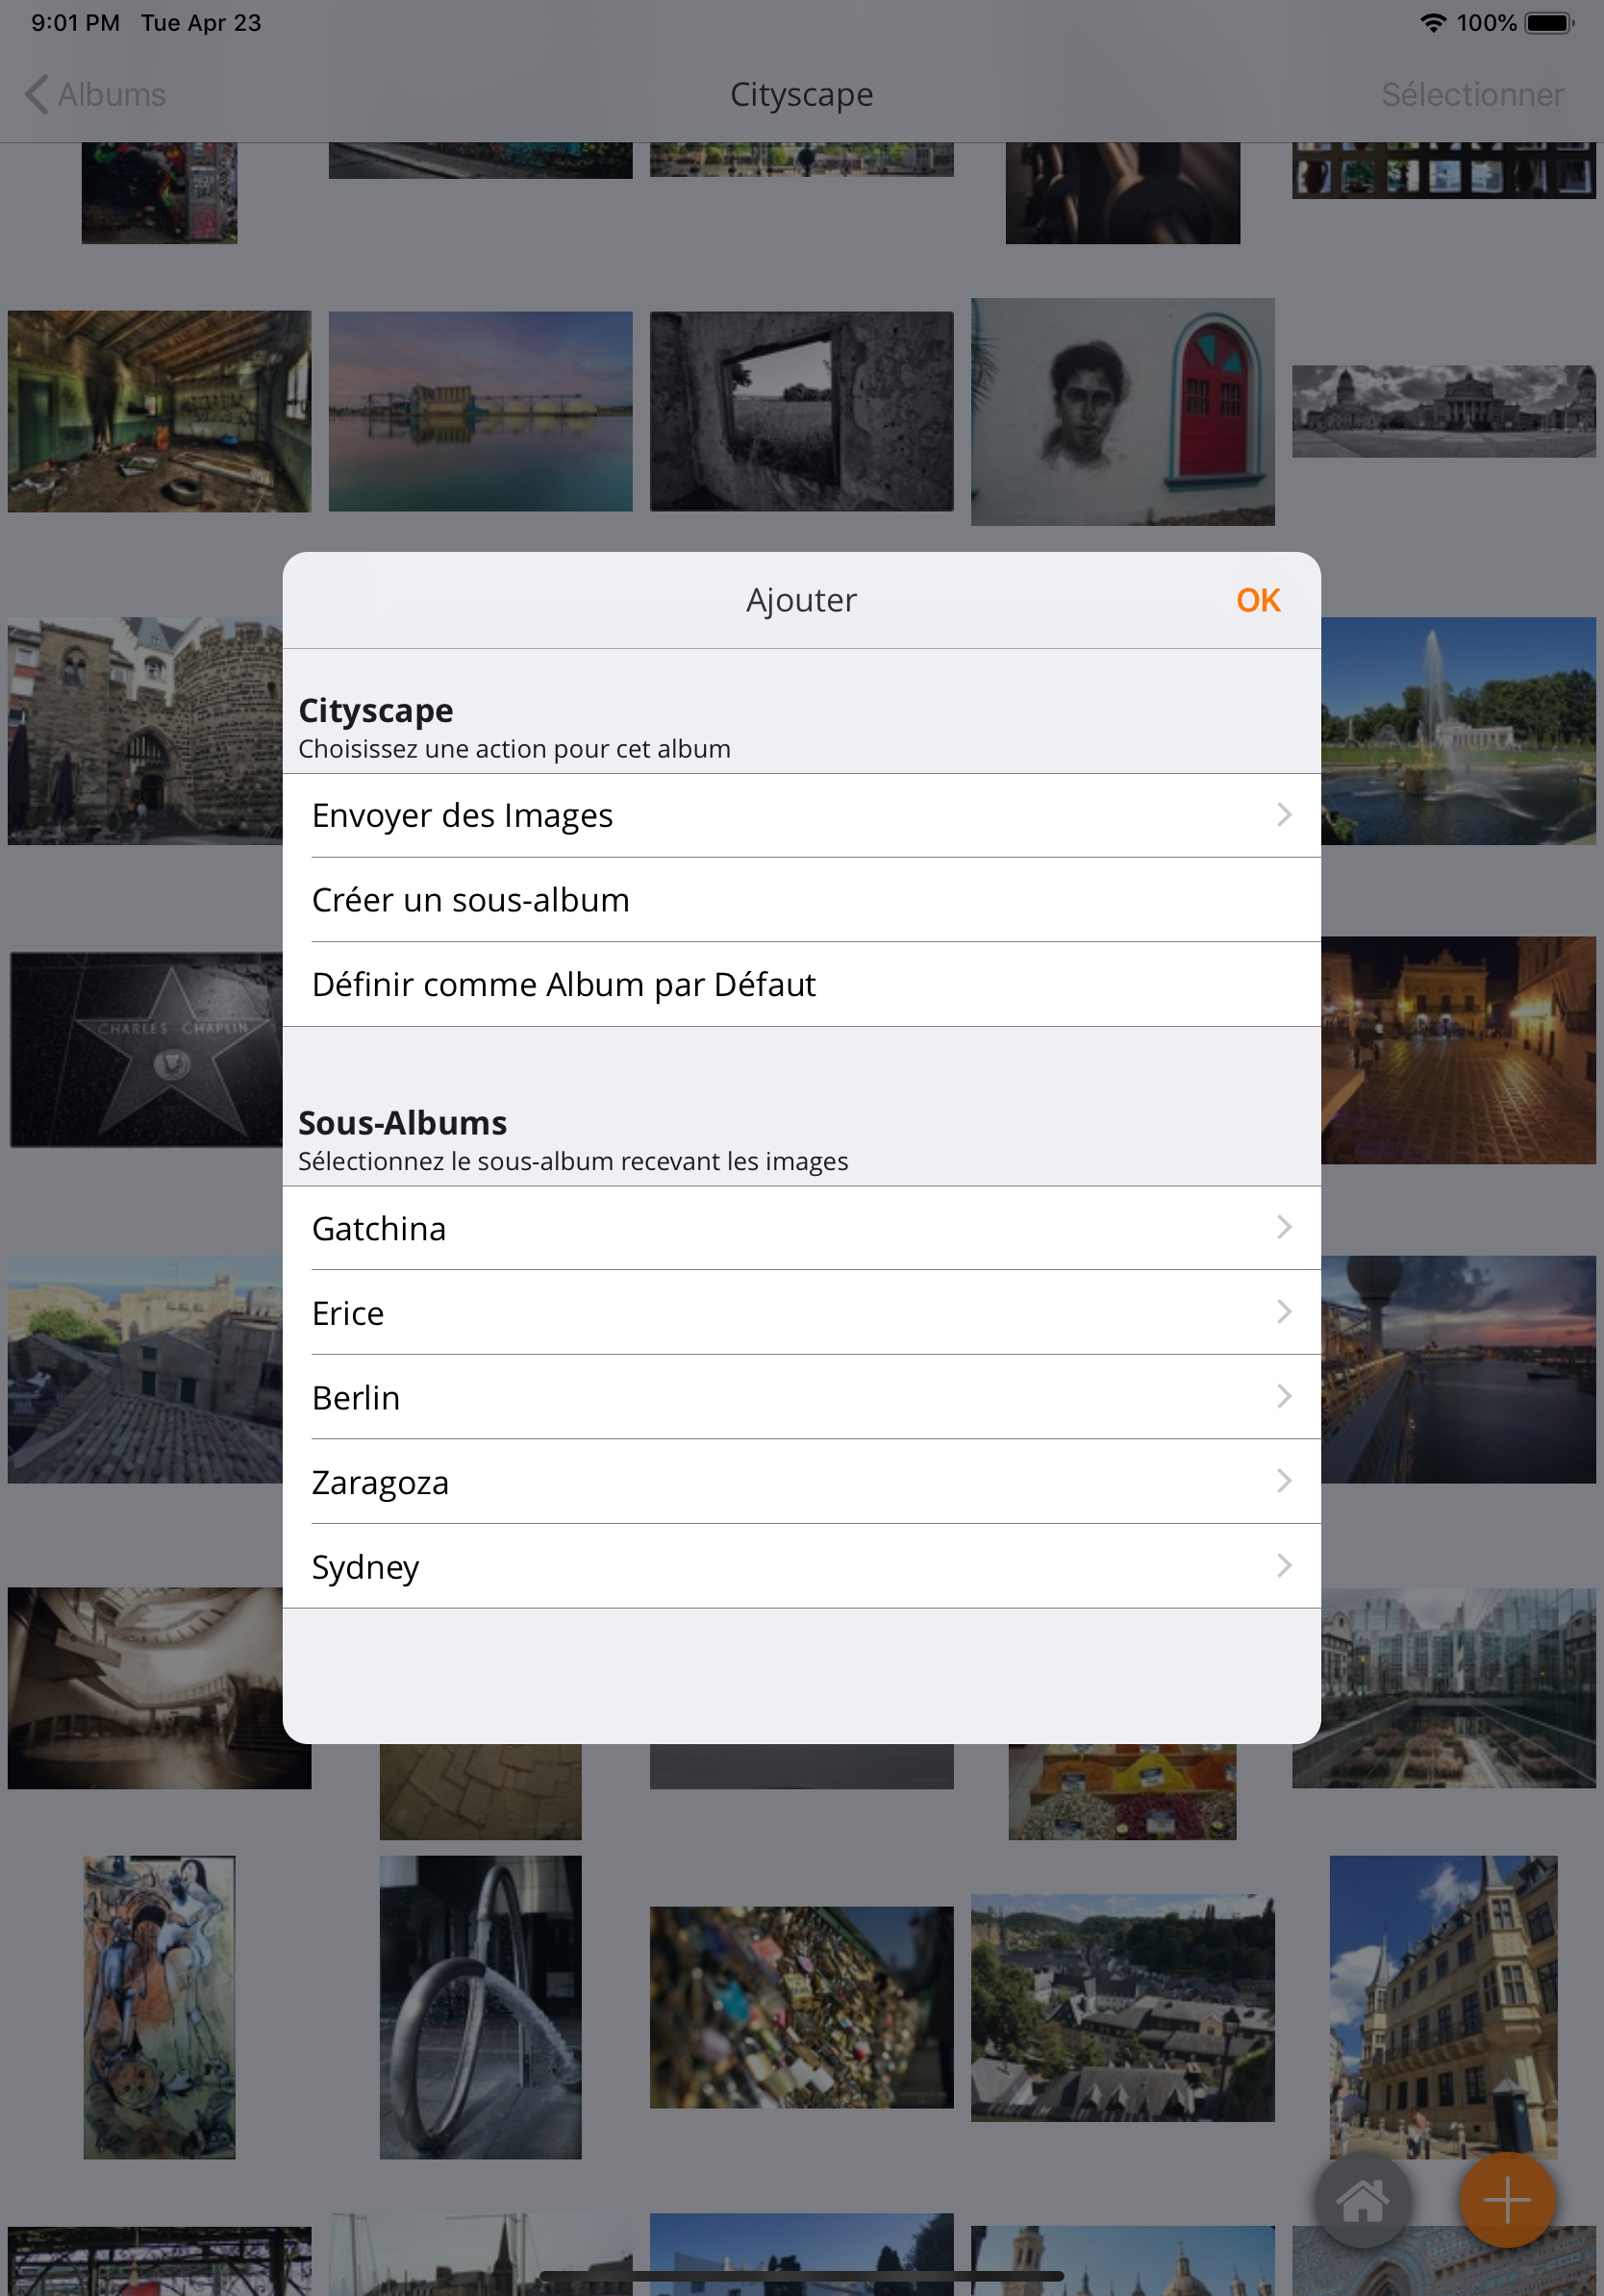 9:01 PM Tue Apr 23
100%
Albums
Cityscape
Sélectionner
Ajouter
OK
Cityscape
Choisissez une action pour cet album
Envoyer des Images
Créer un sous-album
Définir comme Album par Défaut
CHARLES CHAPLIN
Sous-Albums
Sélectionnez le sous-album recevant les images
Gatchina
Erice
Berlin
Zaragoza
Sydney